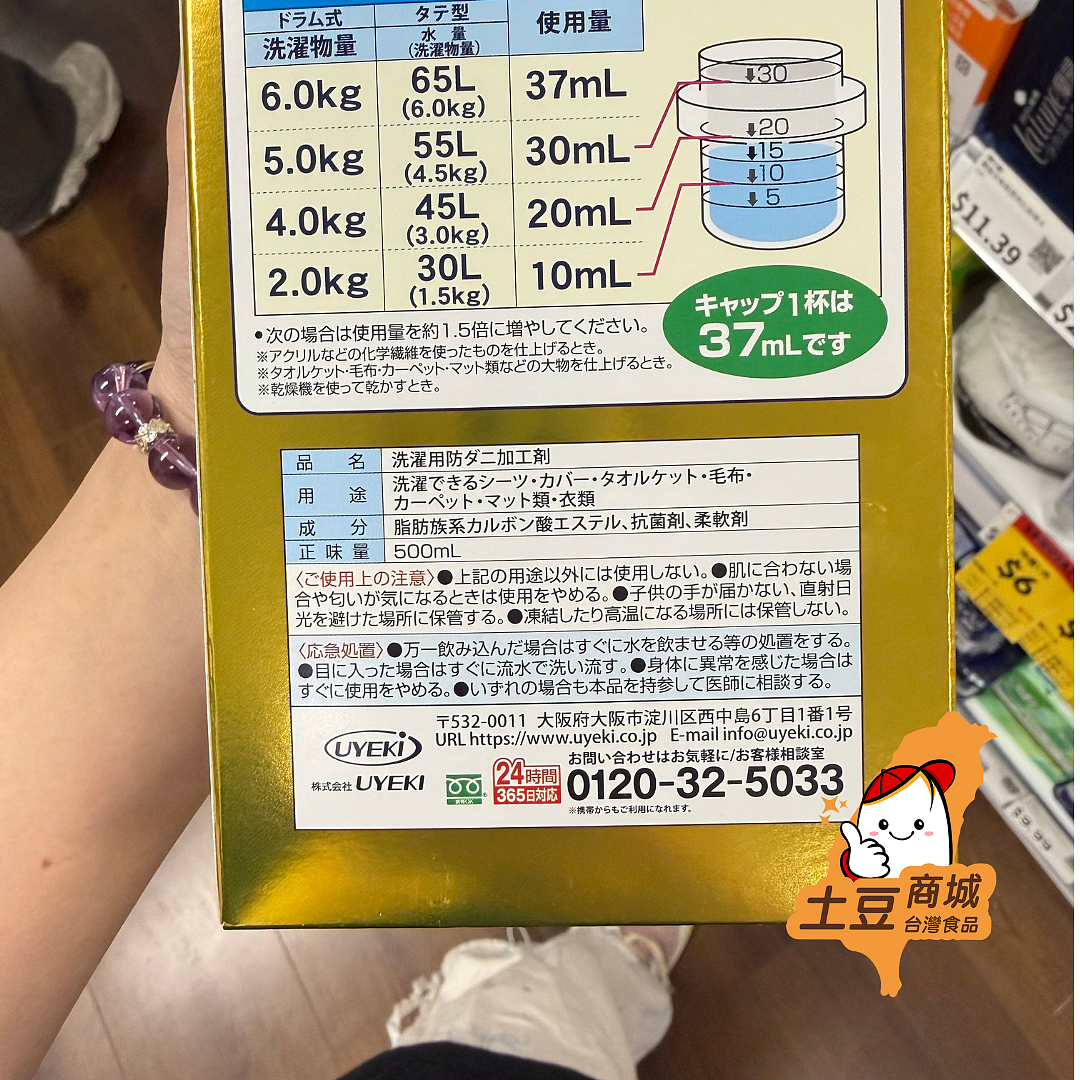 ドラム式 タテ型 使用量
洗濯物量 水量
(洗濯物量)
6.0kg 65L 37mL
(6.0kg)
5.0kg 55L 30mL
(4.5kg)
4.0kg 45L 20mL
(3.0kg)
2.0kg 30L 10mL
(1.5kg)
⬇30
⬇20
⬇15
⬇10
⬇5
キャップ1杯は
37mLです
●次の場合は使用量を約1.5倍に増やしてください。
※アクリルなどの化学繊維を使ったものを仕上げるとき。
※タオルケット・毛布・カーペット・マット類などの大物を仕上げるとき。
※乾燥機を使って乾かすとき。
品名 洗濯用防ダニ加工剤
用途 洗濯できるシーツ・カバー・タオルケット・毛布・
カーペット・マット類・衣類
成分 脂肪族系カルボン酸エステル、抗菌剤、柔軟剤
正味量 500mL
〈ご使用上の注意〉●上記の用途以外には使用しない。●肌に合わない場
合や匂いが気になるときは使用をやめる。●子供の手が届かない、直射日
光を避けた場所に保管する。●凍結したり高温になる場所には保管しない。
〈応急処置〉●万一飲み込んだ場合はすぐに水を飲ませる等の処置をする。
●目に入った場合はすぐに流水で洗い流す。●身体に異常を感じた場合は
すぐに使用をやめる。●いずれの場合も本品を持参して医師に相談する。
UYEKI
株式会社 UYEKI
〒532-0011 大阪府大阪市淀川区西中島6丁目1番1号
URL https://www.uyeki.co.jp E-mail info@uyeki.co.jp
お問い合わせはお気軽に/お客様相談室
24時間
365日対応
0120-32-5033
※携帯からもご利用になれます。
$11.39
$6
土豆商城
台灣食品